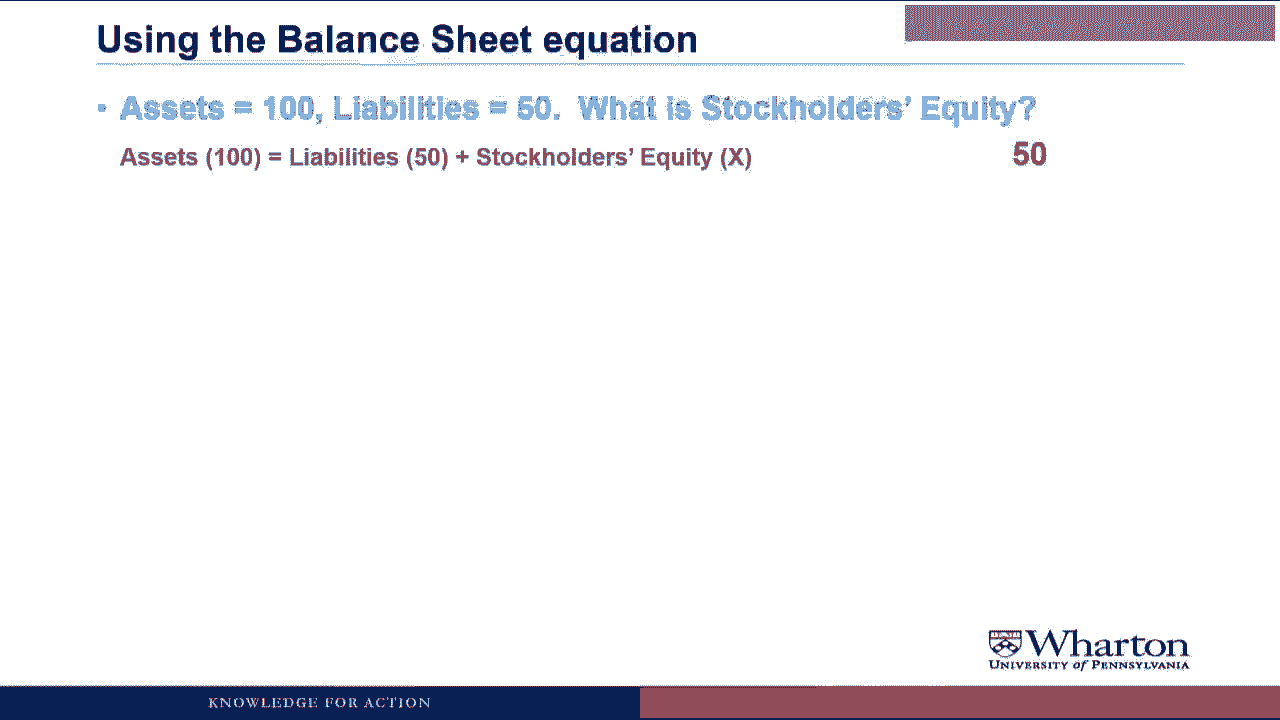 Using the Balance Sheet equation
• Assets = 100, Liabilities = 50.  What is Stockholders’ Equity?
Assets (100) = Liabilities (50) + Stockholders’ Equity (X) 50
Wharton
UNIVERSITY of PENNSYLVANIA
KNOWLEDGE FOR ACTION